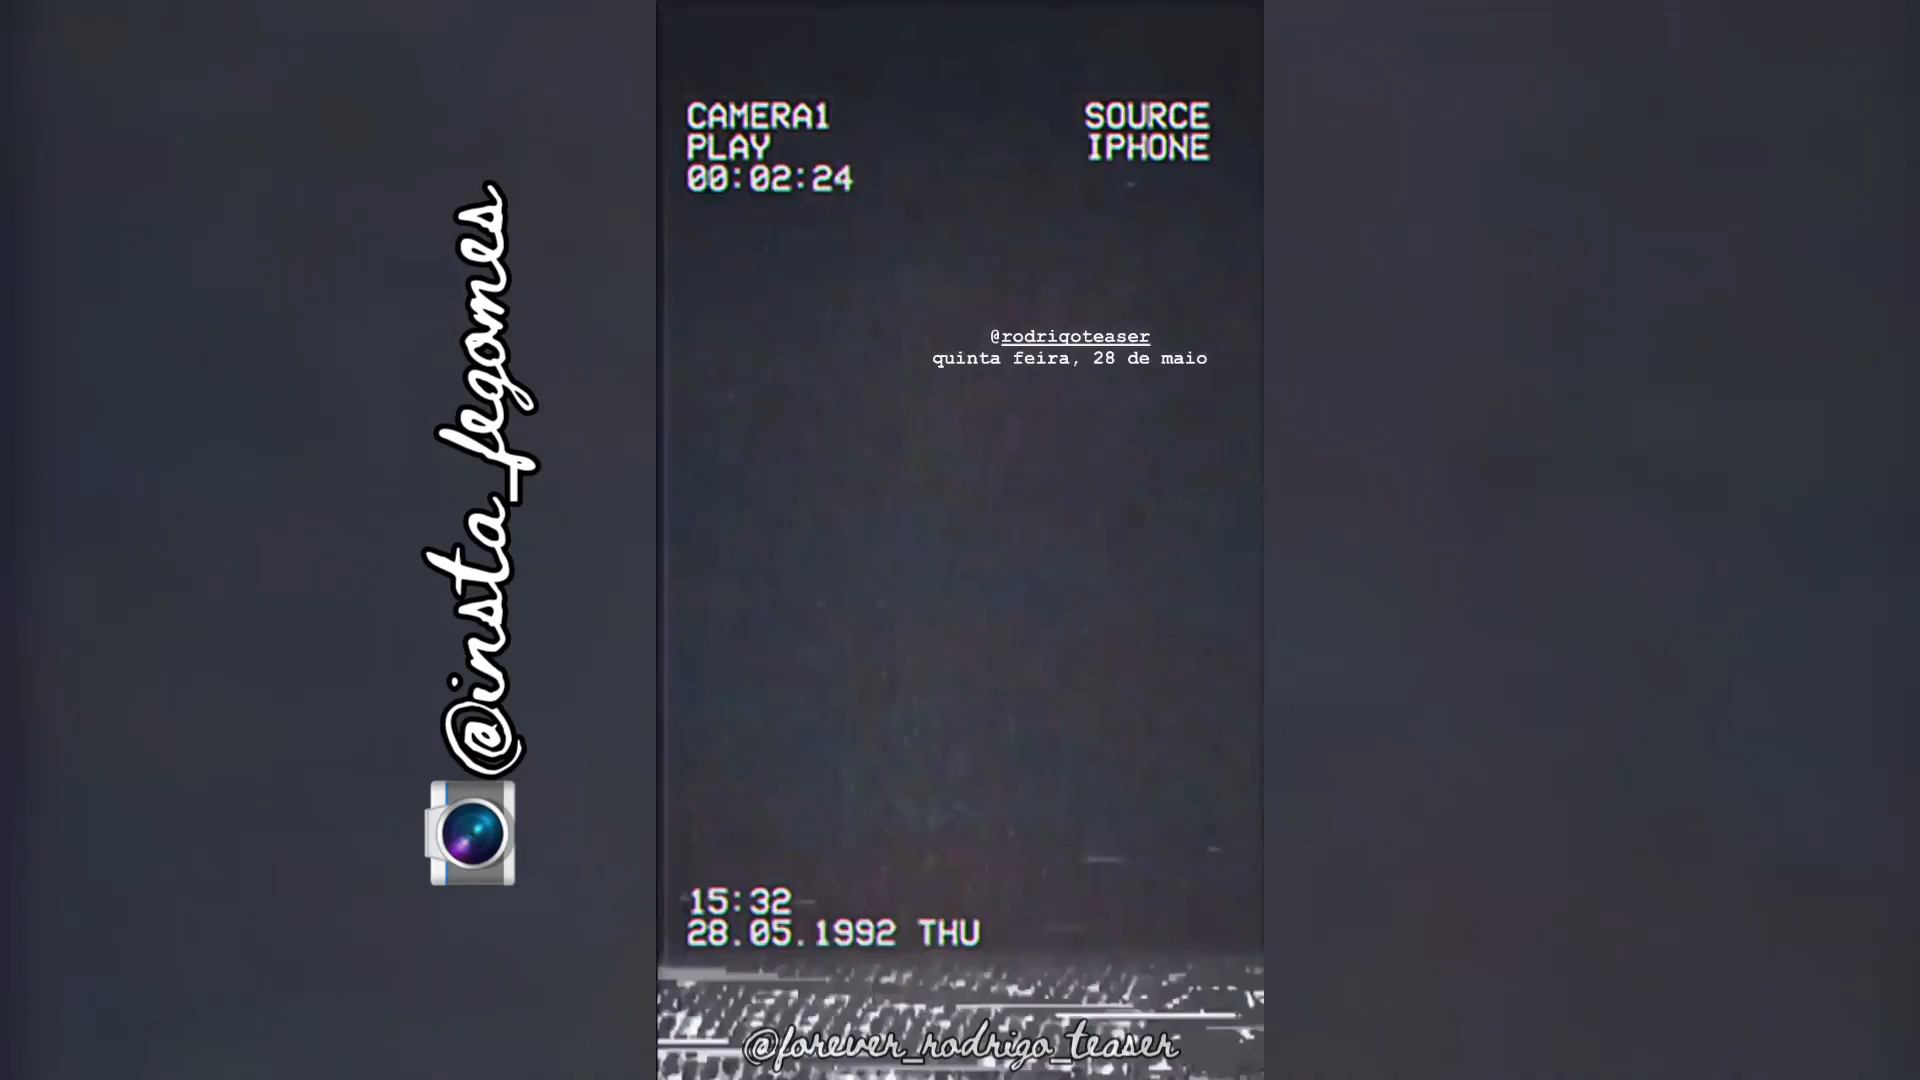 CAMERA1
PLAY
00:02:24
SOURCE
IPHONE
@rodrigoteaser
quinta feira, 28 de maio
@insta_fegomes
15:32
28.05.1992 THU
@forever_rodrigo_teaser